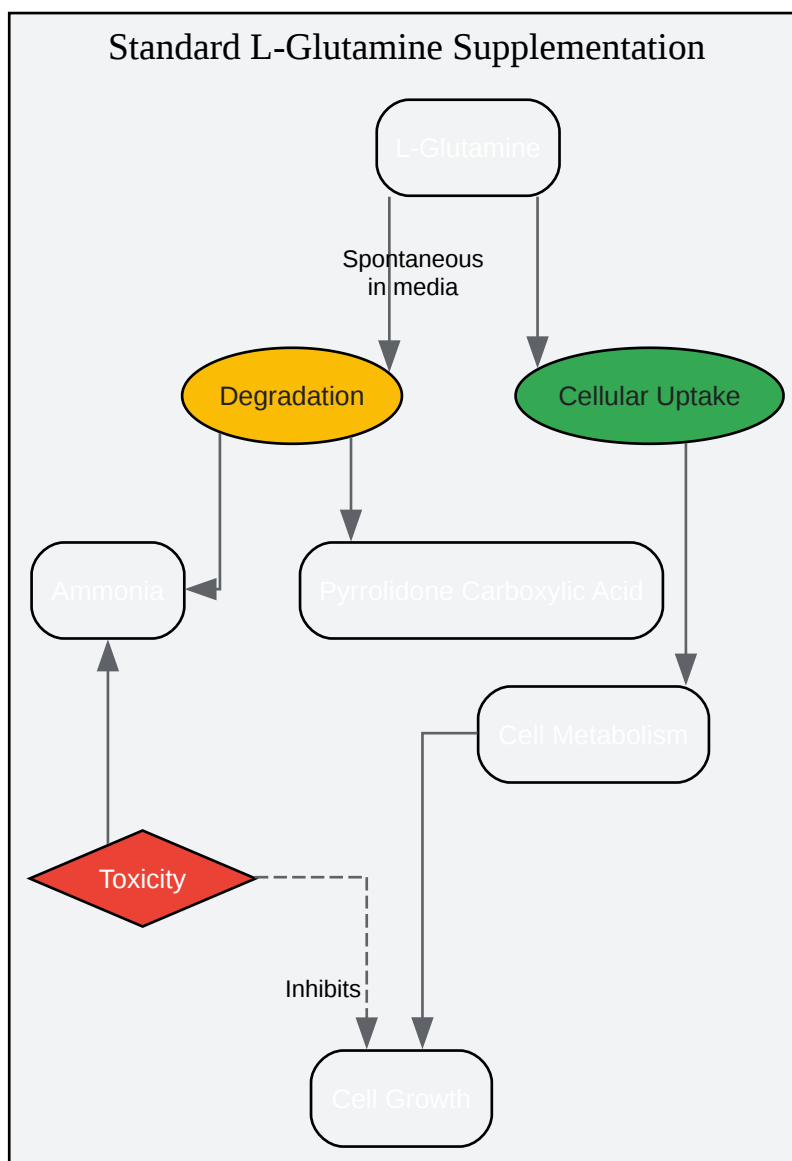 Standard L-Glutamine Supplementation
L-Glutamine
Spontaneous
in media
Degradation
Cellular Uptake
Ammonia
Pyrrolidone Carboxylic Acid
Cell Metabolism
Toxicity
Inhibits
Cell Growth